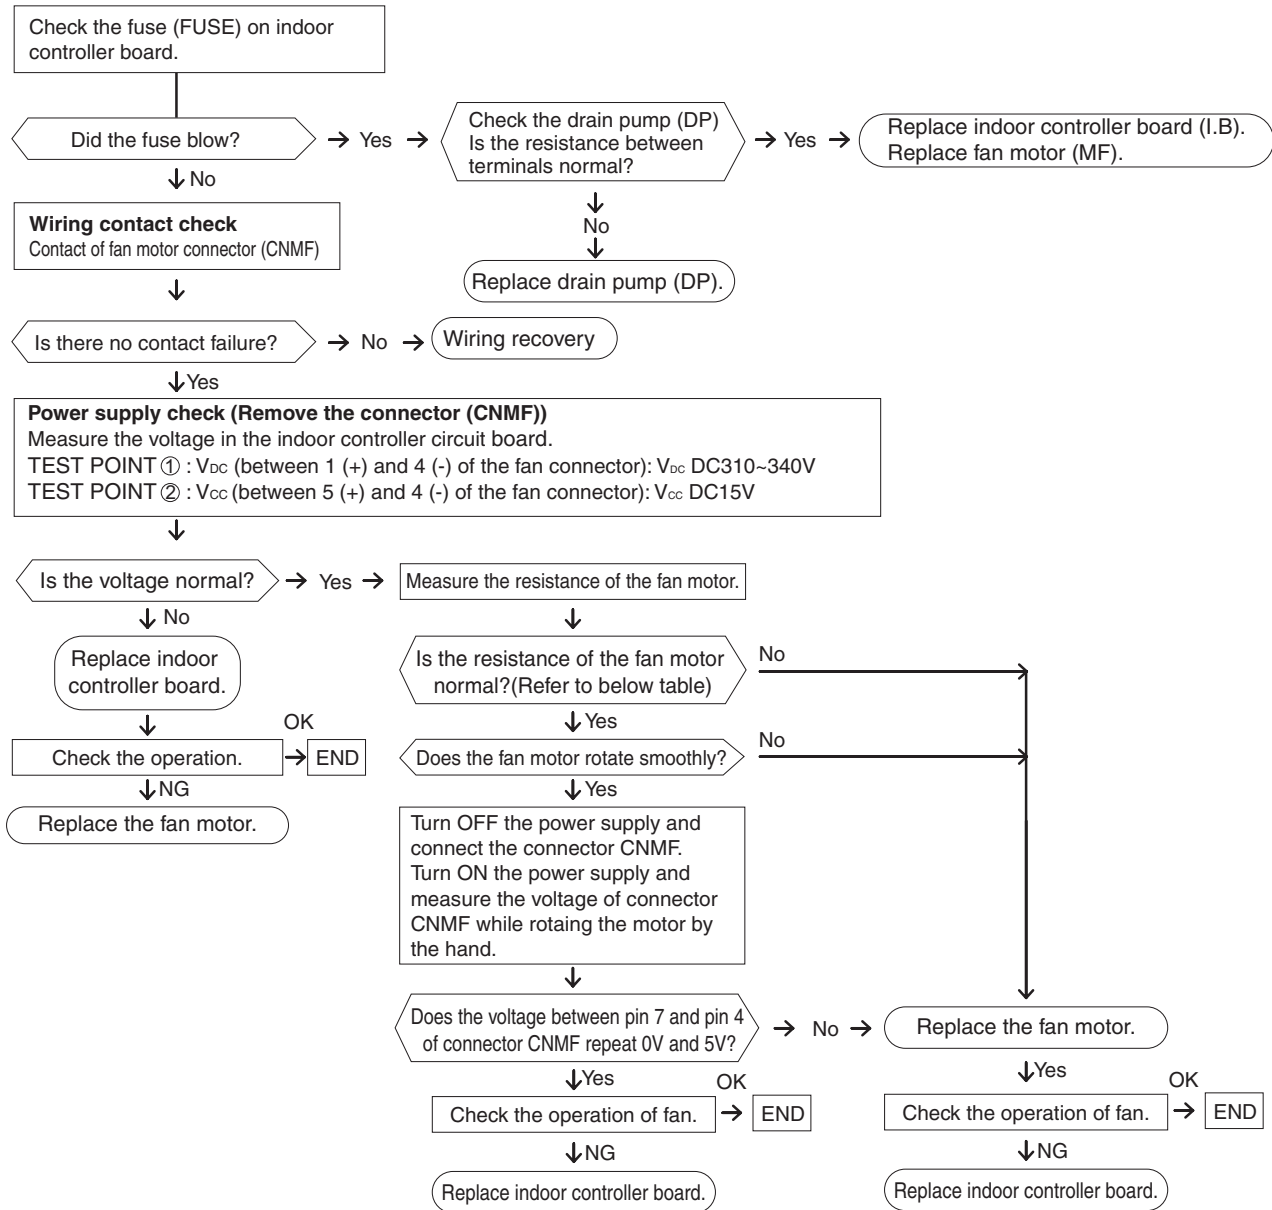 Check the fuse (FUSE) on indoor
controller board.
Did the fuse blow?
Yes
Check the drain pump (DP)
Is the resistance between
terminals normal?
Yes
Replace indoor controller board (I.B).
Replace fan motor (MF).
No
No
Replace drain pump (DP).
Wiring contact check
Contact of fan motor connector (CNMF)
Is there no contact failure?
No
Wiring recovery
Yes
Power supply check (Remove the connector (CNMF))
Measure the voltage in the indoor controller circuit board.
TEST POINT ① : VDC (between 1 (+) and 4 (-) of the fan connector): VDC DC310~340V
TEST POINT ② : VCC (between 5 (+) and 4 (-) of the fan connector): VCC DC15V
Is the voltage normal?
Yes
Measure the resistance of the fan motor.
No
Replace indoor
controller board.
Is the resistance of the fan motor
normal?(Refer to below table)
No
OK
Yes
Check the operation.
END
Does the fan motor rotate smoothly?
No
NG
Yes
Replace the fan motor.
Turn OFF the power supply and
connect the connector CNMF.
Turn ON the power supply and
measure the voltage of connector
CNMF while rotaing the motor by
the hand.
Does the voltage between pin 7 and pin 4
of connector CNMF repeat 0V and 5V?
No
Replace the fan motor.
Yes
OK
Yes
OK
Check the operation of fan.
END
Check the operation of fan.
END
NG
NG
Replace indoor controller board.
Replace indoor controller board.